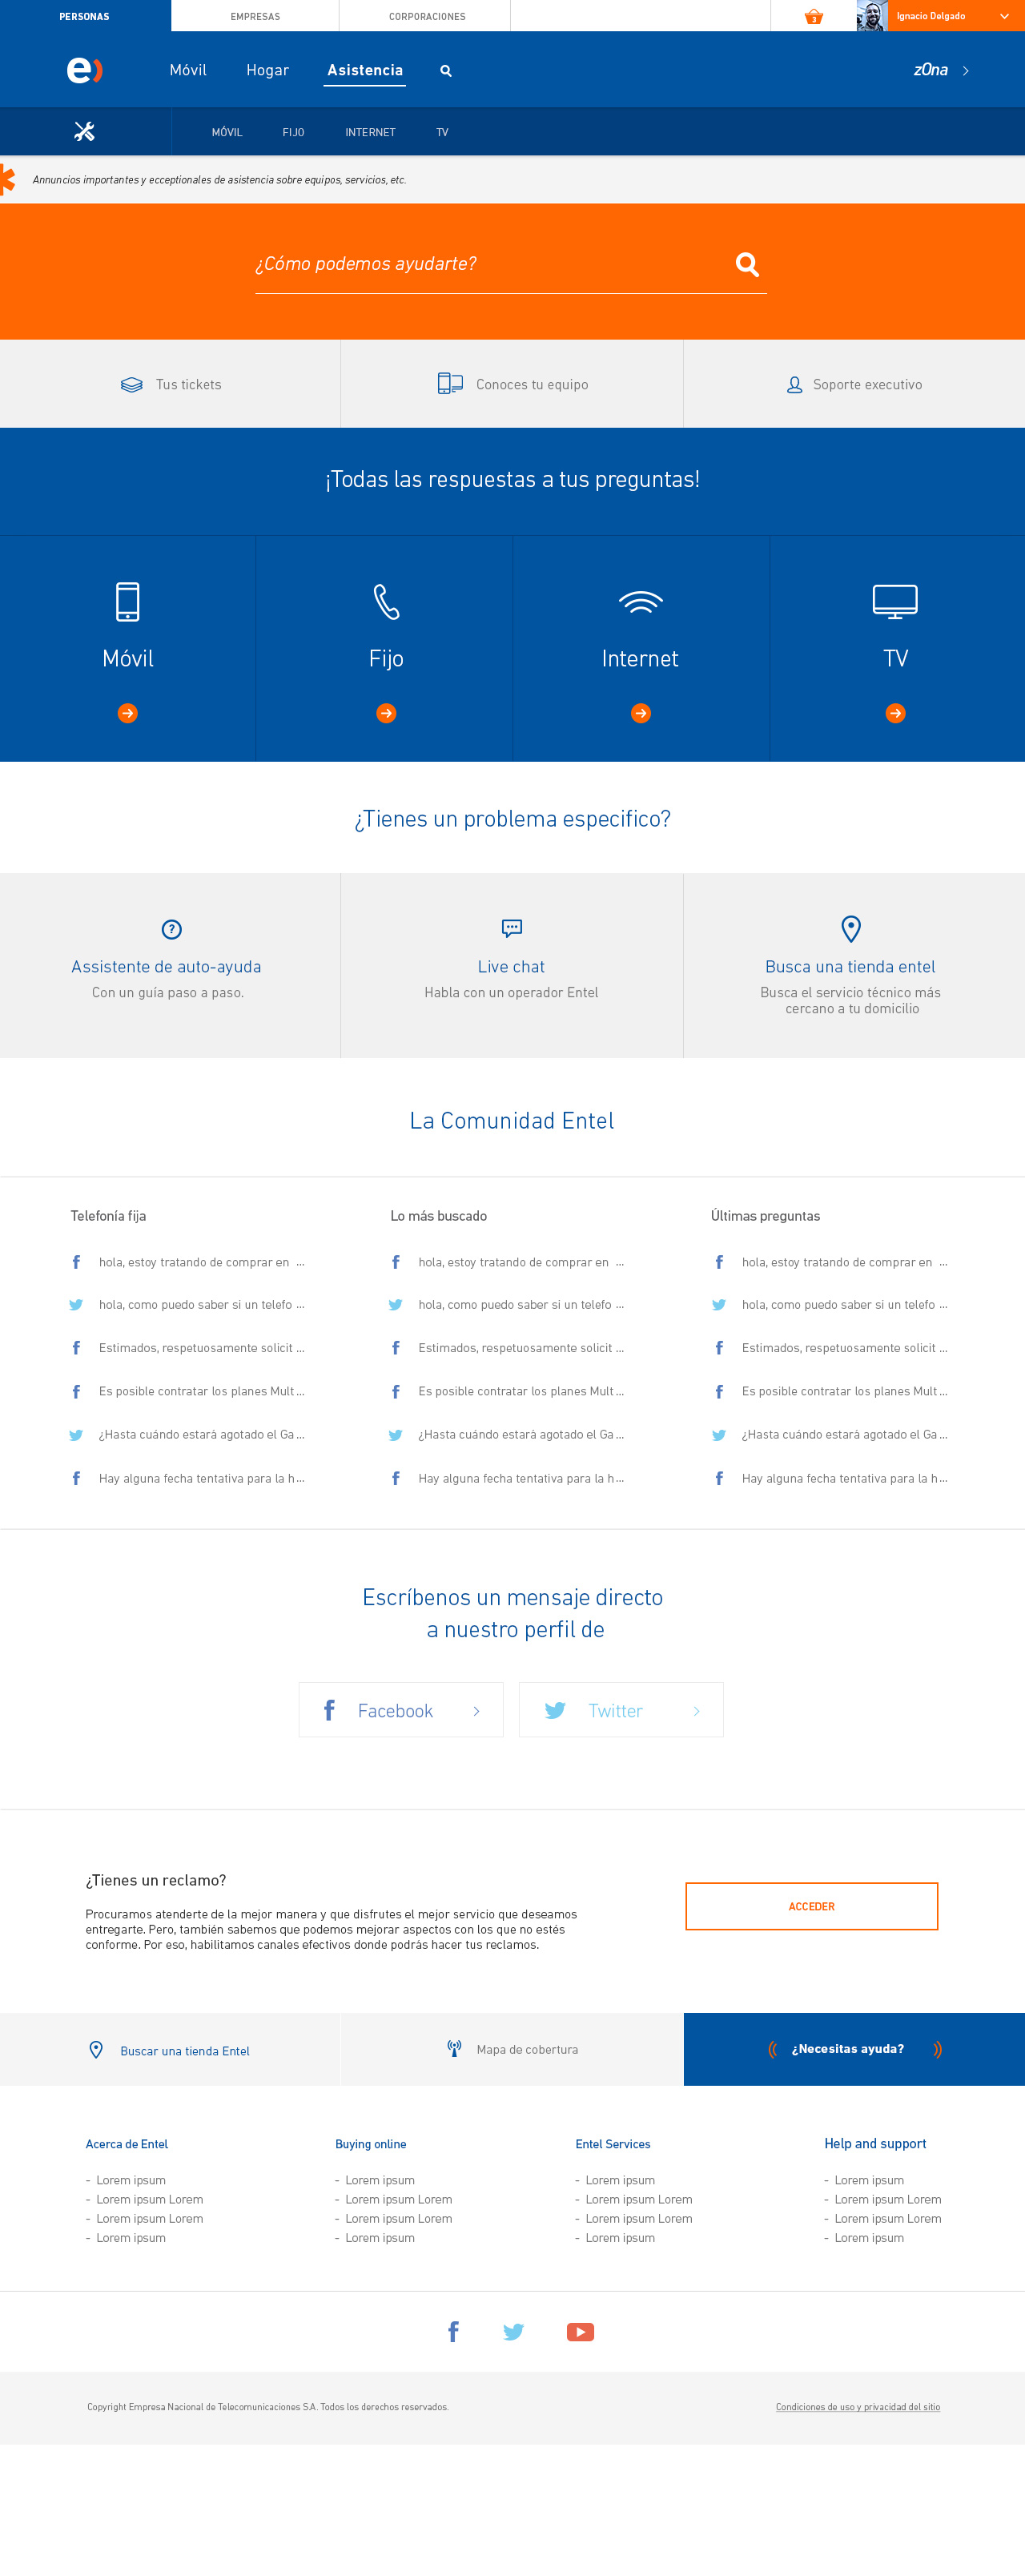 PERSONAS
EMPRESAS
CORPORACIONES
3
Ignacio Delgado
e)
Móvil
Hogar
Asistencia
zOna
MÓVIL
FIJO
INTERNET
TV
Annuncios importantes y ecceptionales de asistencia sobre equipos, servicios, etc.
¿Cómo podemos ayudarte?
Tus tickets
Conoces tu equipo
Soporte executivo
¡Todas las respuestas a tus preguntas!
Móvil
Fijo
Internet
TV
¿Tienes un problema especifico?
?
Assistente de auto-ayuda
Con un guía paso a paso.
Live chat
Habla con un operador Entel
Busca una tienda entel
Busca el servicio técnico más
cercano a tu domicilio
La Comunidad Entel
Telefonía fija
hola, estoy tratando de comprar en ...
hola, como puedo saber si un telefo ...
Estimados, respetuosamente solicit ...
Es posible contratar los planes Mult ...
¿Hasta cuándo estarà agotado el Ga ...
Hay alguna fecha tentativa para la h ...
Lo más buscado
hola, estoy tratando de comprar en ...
hola, como puedo saber si un telefo ...
Estimados, respetuosamente solicit ...
Es posible contratar los planes Mult ...
¿Hasta cuándo estarà agotado el Ga ...
Hay alguna fecha tentativa para la h ...
Últimas preguntas
hola, estoy tratando de comprar en ...
hola, como puedo saber si un telefo ...
Estimados, respetuosamente solicit ...
Es posible contratar los planes Mult ...
¿Hasta cuándo estarà agotado el Ga ...
Hay alguna fecha tentativa para la h ...
Escríbenos un mensaje directo
a nuestro perfil de
Facebook
Twitter
¿Tienes un reclamo?
Procuramos atenderte de la mejor manera y que disfrutes el mejor servicio que deseamos
entregarte. Pero, también sabemos que podemos mejorar aspectos con los que no estés
conforme. Por eso, habilitamos canales efectivos donde podrás hacer tus reclamos.
ACCEDER
Buscar una tienda Entel
Mapa de cobertura
¿Necesitas ayuda?
Acerca de Entel
- Lorem ipsum
- Lorem ipsum Lorem
- Lorem ipsum Lorem
- Lorem ipsum
Buying online
- Lorem ipsum
- Lorem ipsum Lorem
- Lorem ipsum Lorem
- Lorem ipsum
Entel Services
- Lorem ipsum
- Lorem ipsum Lorem
- Lorem ipsum Lorem
- Lorem ipsum
Help and support
- Lorem ipsum
- Lorem ipsum Lorem
- Lorem ipsum Lorem
- Lorem ipsum
Copyright Empresa Nacional de Telecomunicaciones S.A. Todos los derechos reservados.
Condiciones de uso y privacidad del sitio